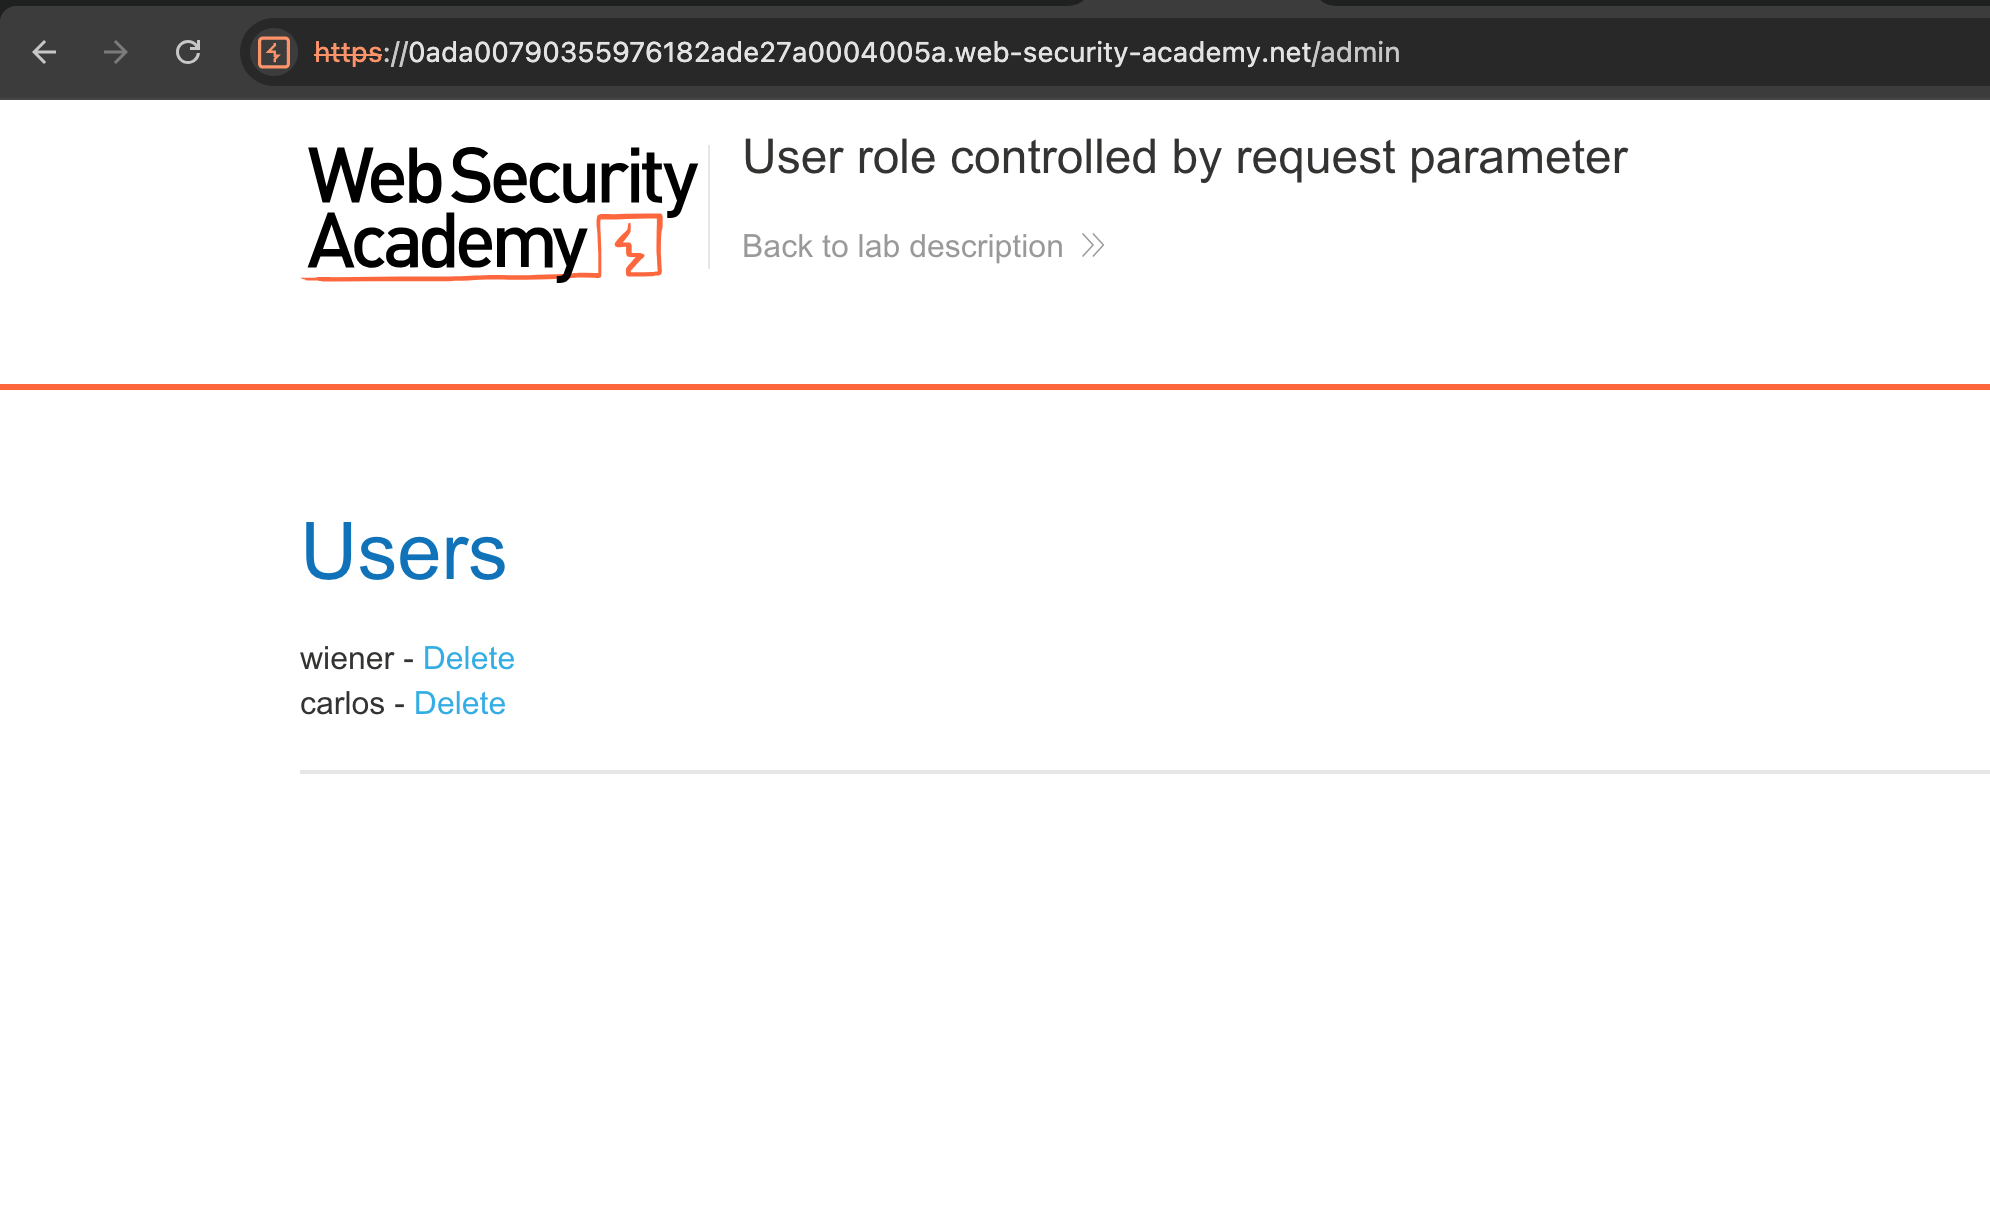 https://0ada00790355976182ade27a0004005a.web-security-academy.net/admin
Web Security
Academy
User role controlled by request parameter
Back to lab description
Users
wiener - Delete
carlos - Delete